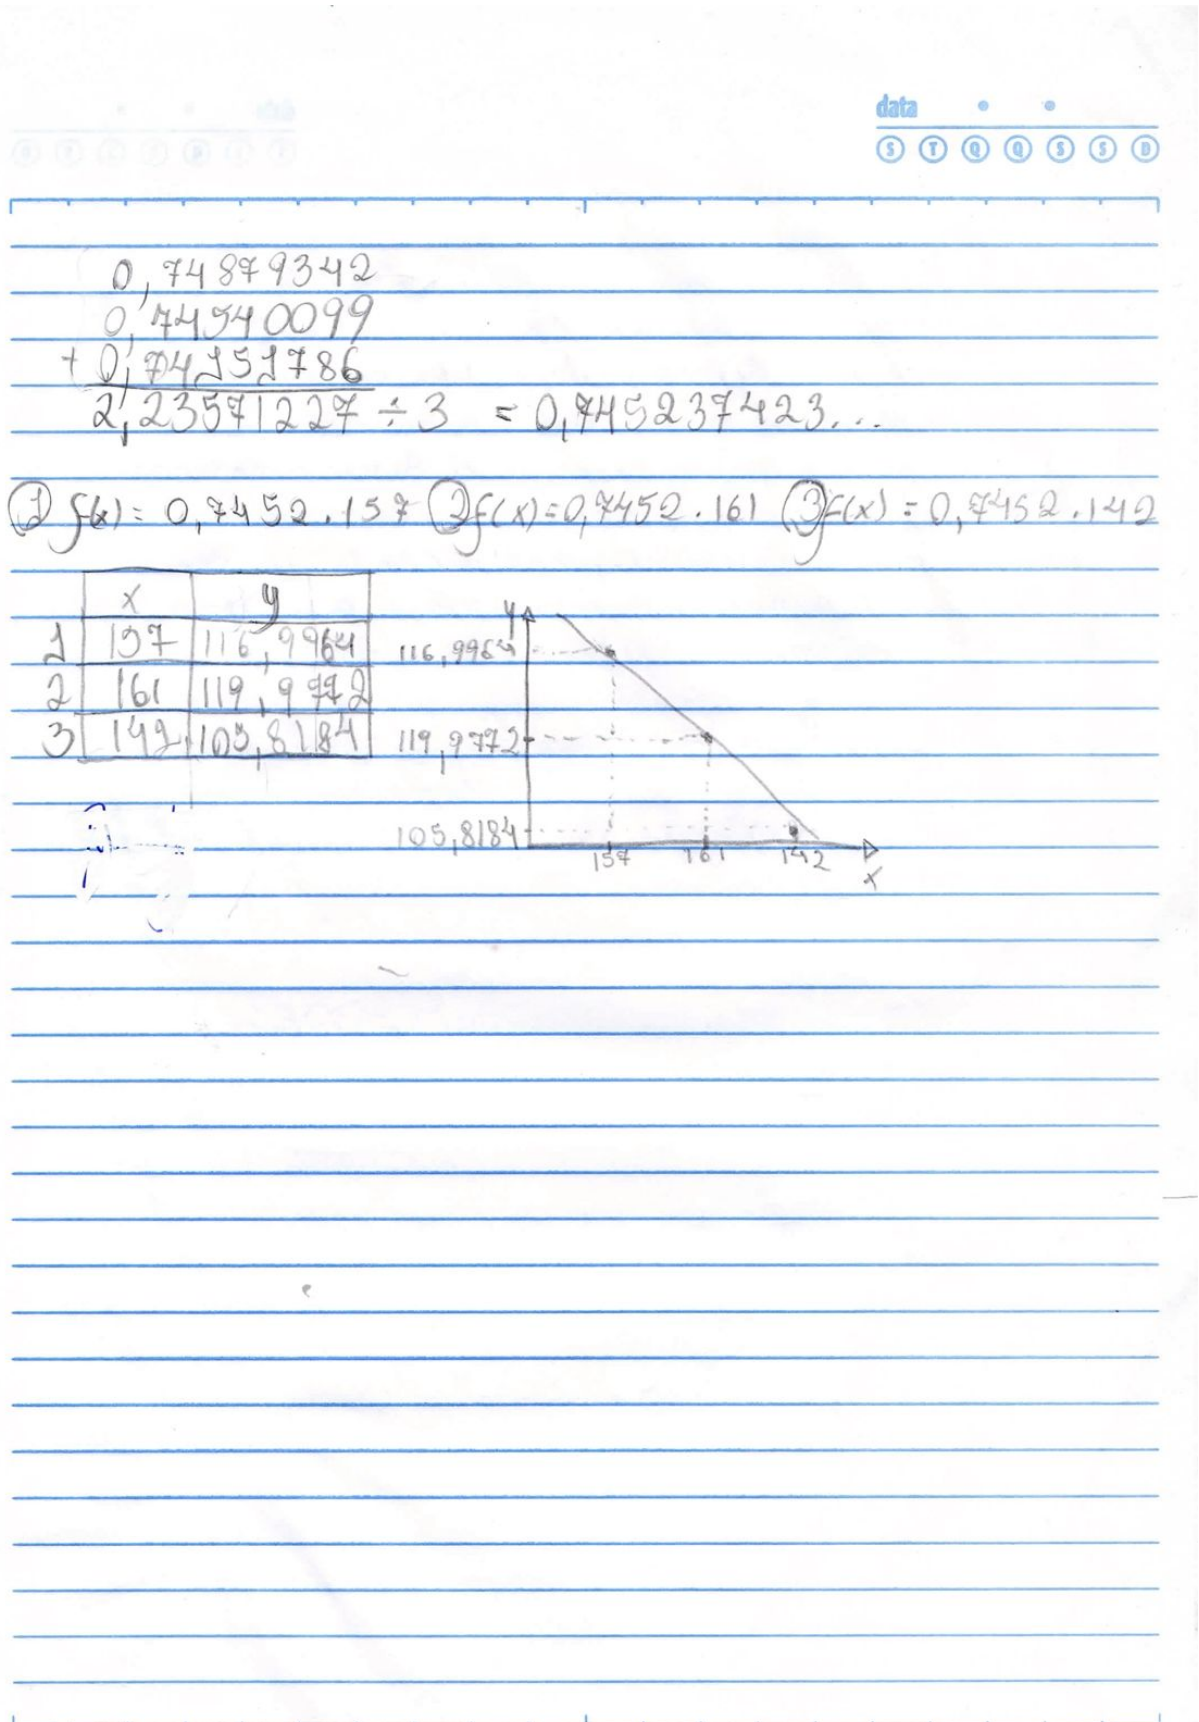 data
S T Q Q S S D
0,74879342
0,74540099
+ 0,74151786
2,23571227 ÷ 3 = 0,745237423...
1 f(x) = 0,7452 . 157 2 f(x) = 0,7452 . 161 3 f(x) = 0,7452 . 142
x y
1 157 116,9964
2 161 119,9772
3 142 105,8184
y
116,9964
119,9772
105,8184
157 161 142
x